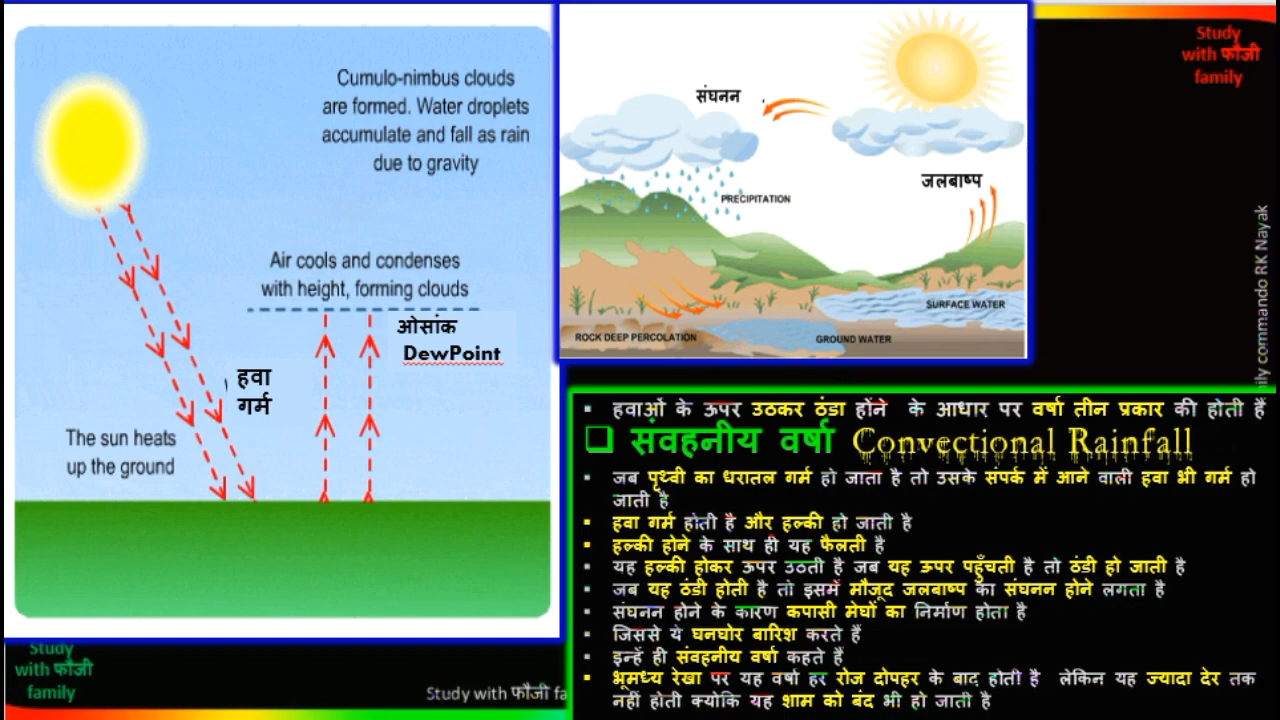 Cumulo-nimbus clouds
are formed. Water droplets
accumulate and fall as rain
due to gravity
Air cools and condenses
with height, forming clouds
ओसांक
DewPoint
हवा
गर्म
The sun heats
up the ground
संघनन
जलबाष्प
PRECIPITATION
SURFACE WATER
ROCK DEEP PERCOLATION
GROUND WATER
Study
with फौजी
family
ily commando RK Nayak
▪ हवाओं के ऊपर उठकर ठंडा होंने के आधार पर वर्षा तीन प्रकार की होती हैं
❑ संवहनीय वर्षा Convectional Rainfall
▪ जब पृथ्वी का धरातल गर्म हो जाता है तो उसके संपर्क में आने वाली हवा भी गर्म हो
जाती है
▪ हवा गर्म होती है और हल्की हो जाती है
▪ हल्की होने के साथ ही यह फैलती है
▪ यह हल्की होकर ऊपर उठती है जब यह ऊपर पहुँचती है तो ठंडी हो जाती है
▪ जब यह ठंडी होती है तो इसमें मौजूद जलबाष्प का संघनन होने लगता है
▪ संघनन होने के कारण कपासी मेघों का निर्माण होता है
▪ जिससे ये घनघोर बारिश करते हैं
▪ इन्हें ही संवहनीय वर्षा कहते हैं
▪ भूमध्य रेखा पर यह वर्षा हर रोज दोपहर के बाद होती है लेकिन यह ज्यादा देर तक
नहीं होती क्योकि यह शाम को बंद भी हो जाती है
Study
with फौजी
family
Study with फौजी fa